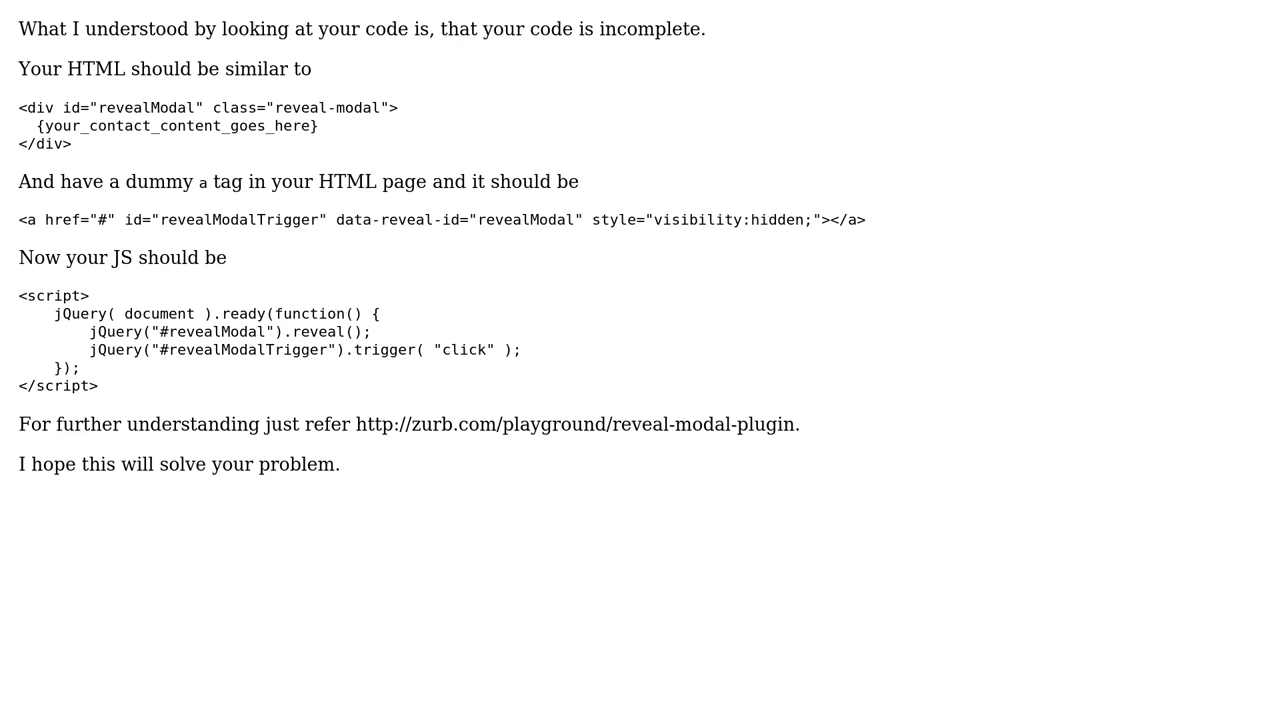 What I understood by looking at your code is, that your code is incomplete.
Your HTML should be similar to
<div id="revealModal" class="reveal-modal">
  {your_contact_content_goes_here}
</div>
And have a dummy a tag in your HTML page and it should be
<a href="#" id="revealModalTrigger" data-reveal-id="revealModal" style="visibility:hidden;"></a>
Now your JS should be
<script>
    jQuery( document ).ready(function() {
        jQuery("#revealModal").reveal();
        jQuery("#revealModalTrigger").trigger( "click" );
    });
</script>
For further understanding just refer http://zurb.com/playground/reveal-modal-plugin.
I hope this will solve your problem.